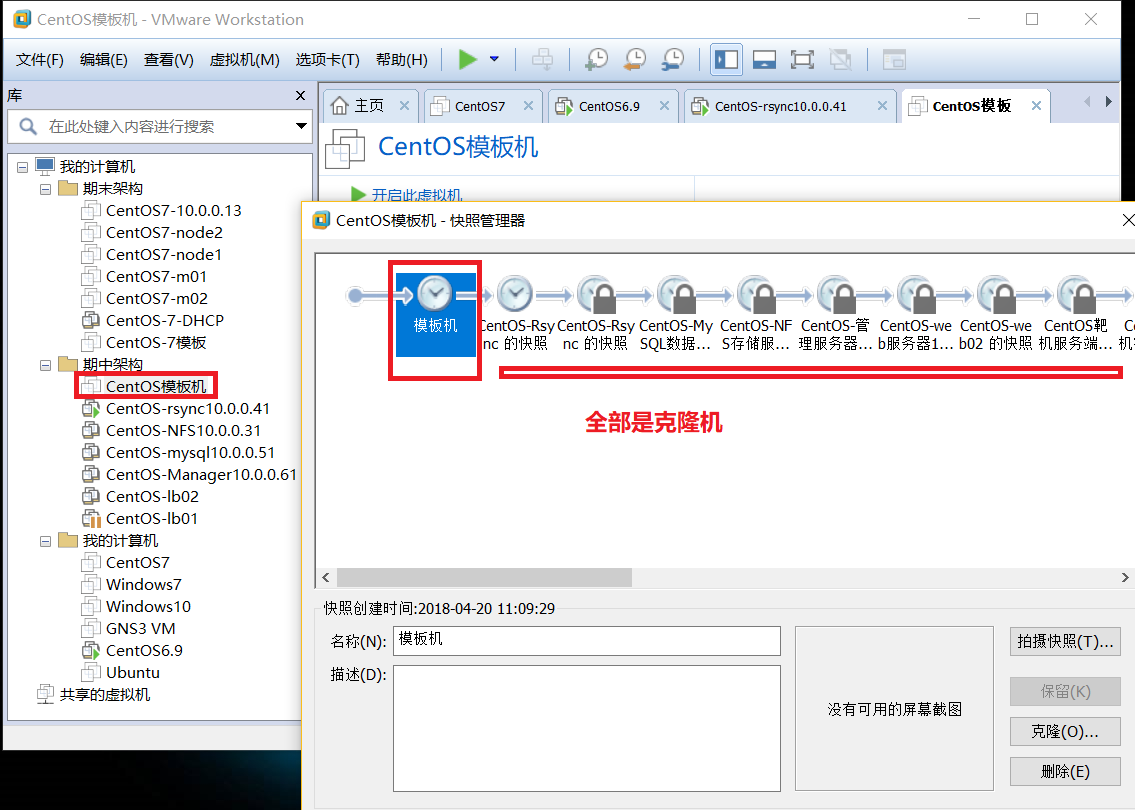 CentOS模板机 - VMware Workstation
文件(F) 编辑(E) 查看(V) 虚拟机(M) 选项卡(T) 帮助(H)
库
在此处键入内容进行搜索
我的计算机
期末架构
CentOS7-10.0.0.13
CentOS7-node2
CentOS7-node1
CentOS7-m01
CentOS7-m02
CentOS-7-DHCP
CentOS-7模板
期中架构
CentOS模板机
CentOS-rsync10.0.0.41
CentOS-NFS10.0.0.31
CentOS-mysql10.0.0.51
CentOS-Manager10.0.0.61
CentOS-lb02
CentOS-lb01
我的计算机
CentOS7
Windows7
Windows10
GNS3 VM
CentOS6.9
Ubuntu
共享的虚拟机
主页 CentOS7 CentOS6.9 CentOS-rsync10.0.0.41 CentOS模板
CentOS模板机
开启此虚拟机
CentOS模板机 - 快照管理器
模板机
CentOS-Rsy
nc 的快照
CentOS-Rsy
nc 的快照
CentOS-My
SQL数据...
CentOS-NF
S存储服...
CentOS-管
理服务器...
CentOS-we
b服务器1...
CentOS-we
b02 的快照
CentOS靶
机服务端...
全部是克隆机
快照创建时间:2018-04-20 11:09:29
名称(N): 模板机
描述(D):
没有可用的屏幕截图
拍摄快照(T)...
保留(K)
克隆(O)...
删除(E)